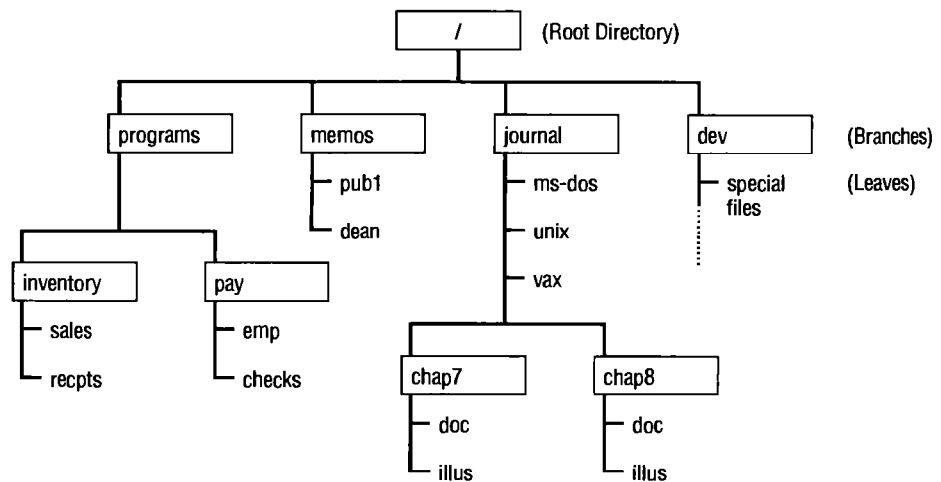 / (Root Directory)
programs memos journal dev (Branches)
pub1 ms-dos special (Leaves)
files
dean unix
inventory pay vax
sales emp
recpts checks chap7 chap8
doc doc
illus illus